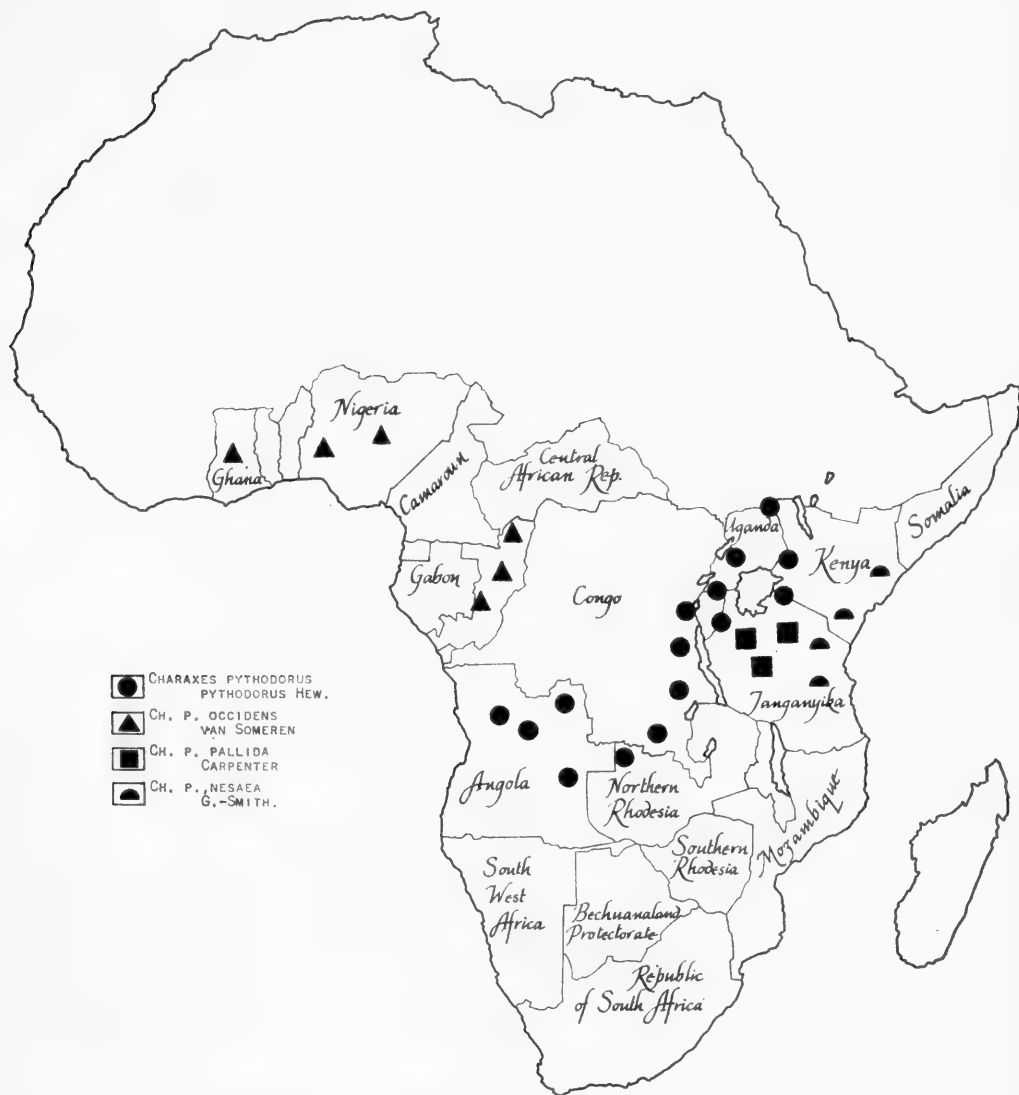 Nigeria
Ghana
Camaroun
Central
African Rep.
Gabon
Congo
Uganda
Kenya
Somalia
Tanganyika
CHARAXES PYTHODORUS
PYTHODORUS HEW.
CH. P. OCCIDENS
VAN SOMEREN
CH. P. PALLIDA
CARPENTER
CH. P. NESAEA
G.-SMITH.
Angola
Northern
Rhodesia
Mozambique
Southern
Rhodesia
South
West
Africa
Bechuanaland
Protectorate
Republic
of South Africa